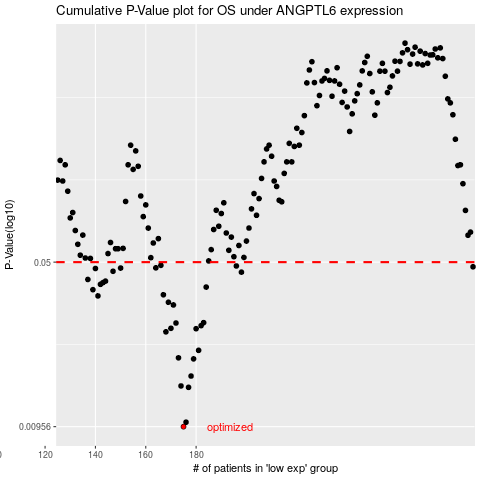 Cumulative P-Value plot for OS under ANGPTL6 expression
P-Value(log10)
0.05
0.00956
optimized
0 120 140 160 180
# of patients in 'low exp' group